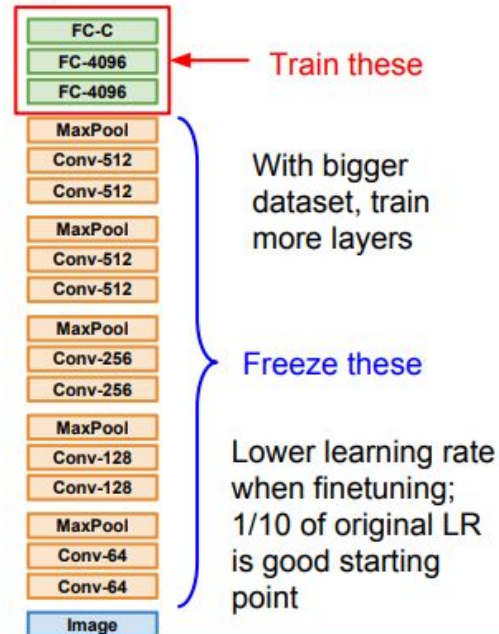 FC-C
FC-4096
FC-4096
Train these
MaxPool
Conv-512
Conv-512
With bigger
dataset, train
more layers
MaxPool
Conv-512
Conv-512
MaxPool
Conv-256
Conv-256
Freeze these
MaxPool
Conv-128
Conv-128
MaxPool
Conv-64
Conv-64
Lower learning rate
when finetuning;
1/10 of original LR
is good starting
point
Image